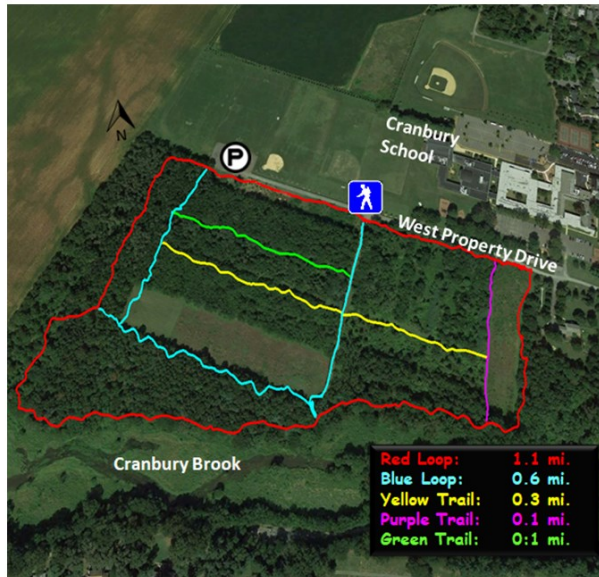 P
N
Cranbury
School
West Property Drive
Cranbury Brook
Red Loop: 1.1 mi.
Blue Loop: 0.6 mi.
Yellow Trail: 0.3 mi.
Purple Trail: 0.1 mi.
Green Trail: 0:1 mi.